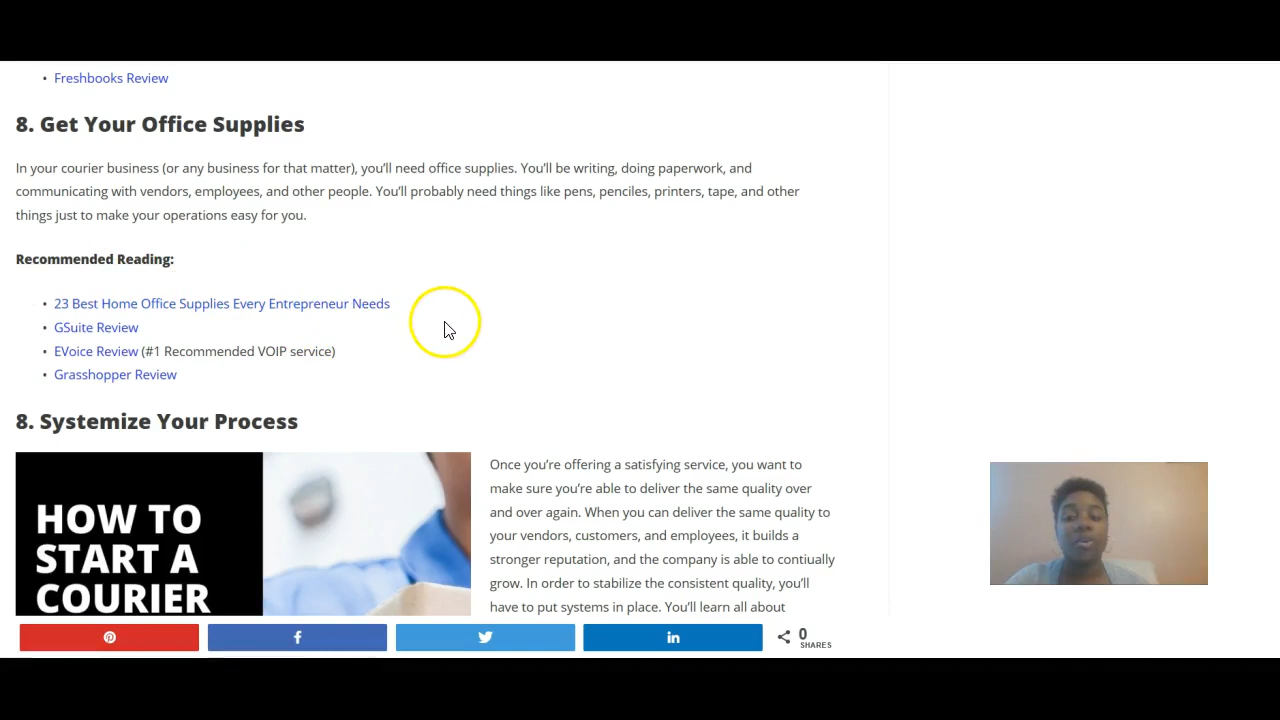 Freshbooks Review
8. Get Your Office Supplies
In your courier business (or any business for that matter), you'll need office supplies. You'll be writing, doing paperwork, and
communicating with vendors, employees, and other people. You'll probably need things like pens, penciles, printers, tape, and other
things just to make your operations easy for you.
Recommended Reading:
• 23 Best Home Office Supplies Every Entrepreneur Needs
• GSuite Review
• EVoice Review (#1 Recommended VOIP service)
• Grasshopper Review
8. Systemize Your Process
HOW TO
START A
COURIER
Once you're offering a satisfying service, you want to
make sure you're able to deliver the same quality over
and over again. When you can deliver the same quality to
your vendors, customers, and employees, it builds a
stronger reputation, and the company is able to contiually
grow. In order to stabilize the consistent quality, you'll
have to put systems in place. You'll learn all about
0
SHARES